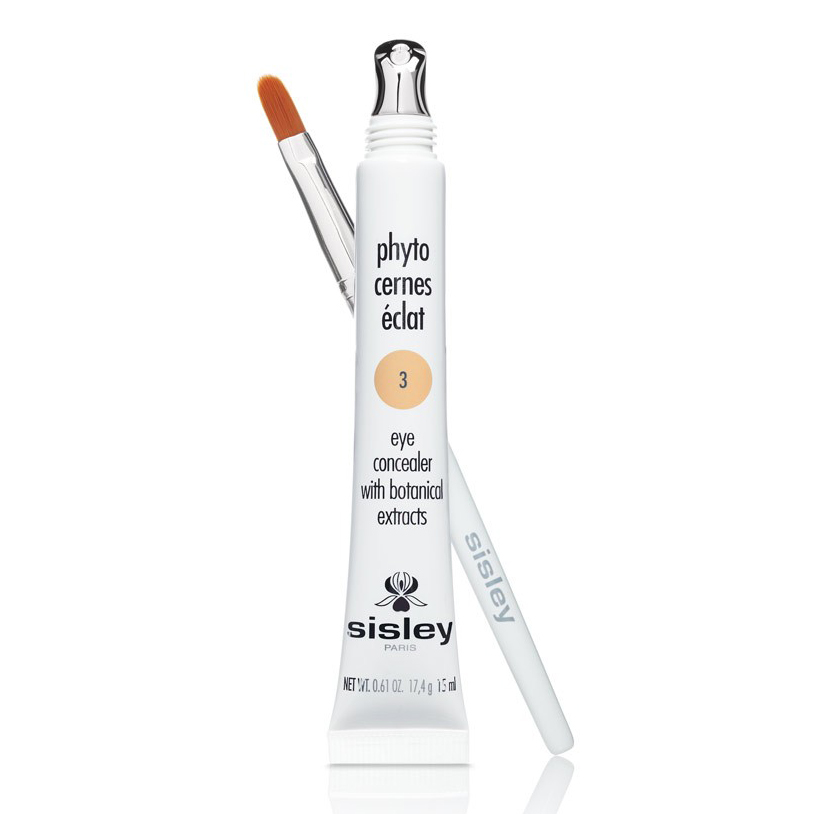 phyto
cernes
éclat
3
eye
concealer
with botanical
extracts
sisley
PARIS
NET WT. 0.61 OZ. 17,4 g 15 ml
sisley